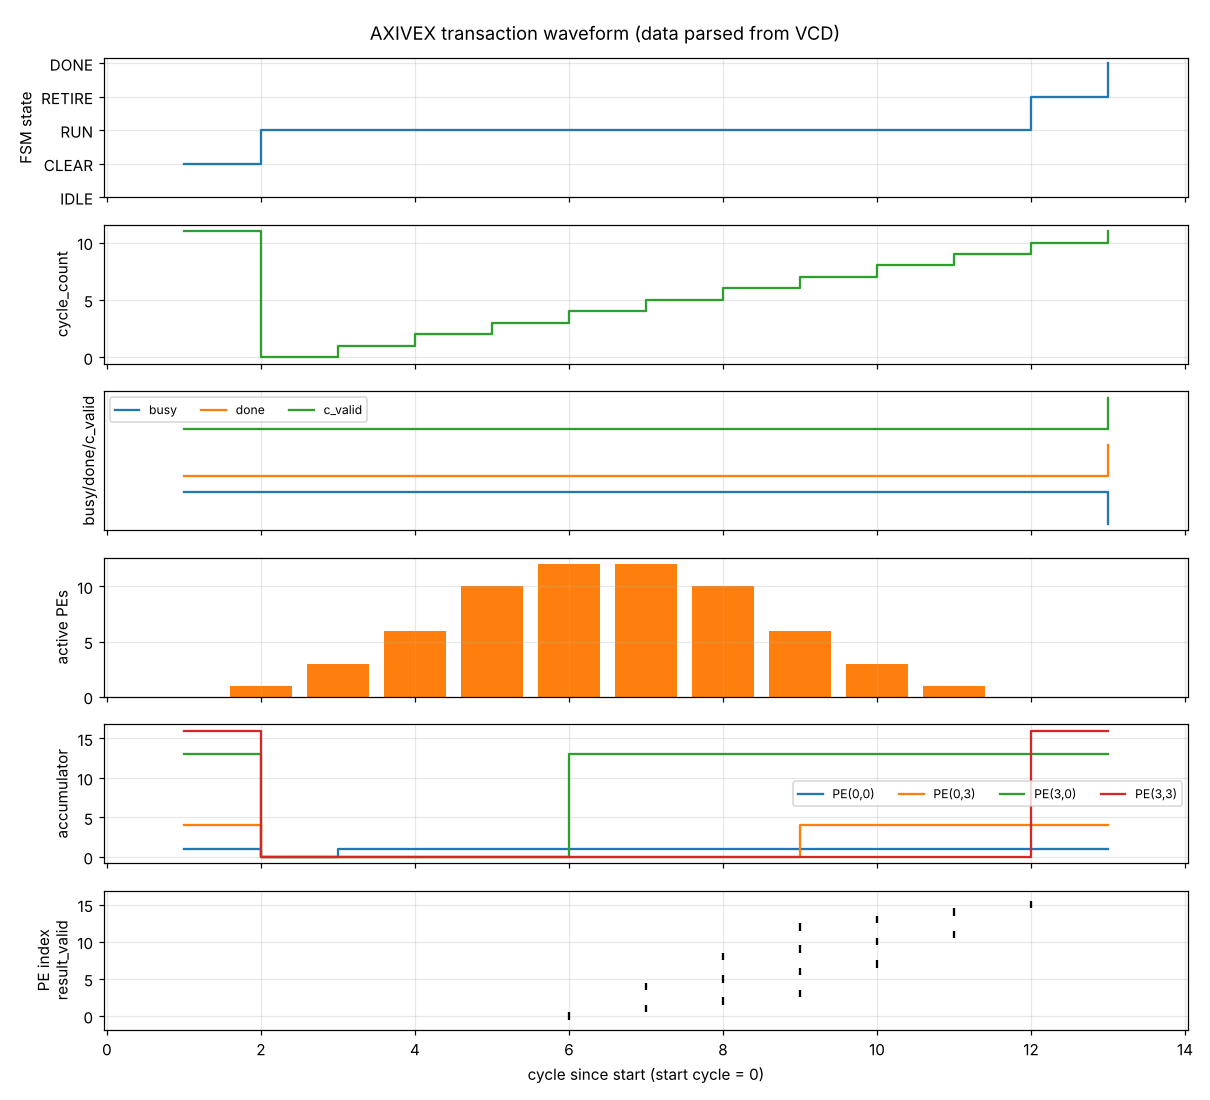 AXIVEX transaction waveform (data parsed from VCD)
DONE
RETIRE
RUN
CLEAR
IDLE
FSM state
10
5
0
cycle_count
busy done c_valid
busy/done/c_valid
10
5
0
active PEs
15
10
5
0
accumulator
PE(0,0) PE(0,3) PE(3,0) PE(3,3)
15
10
5
0
PE index
result_valid
0 2 4 6 8 10 12 14
cycle since start (start cycle = 0)